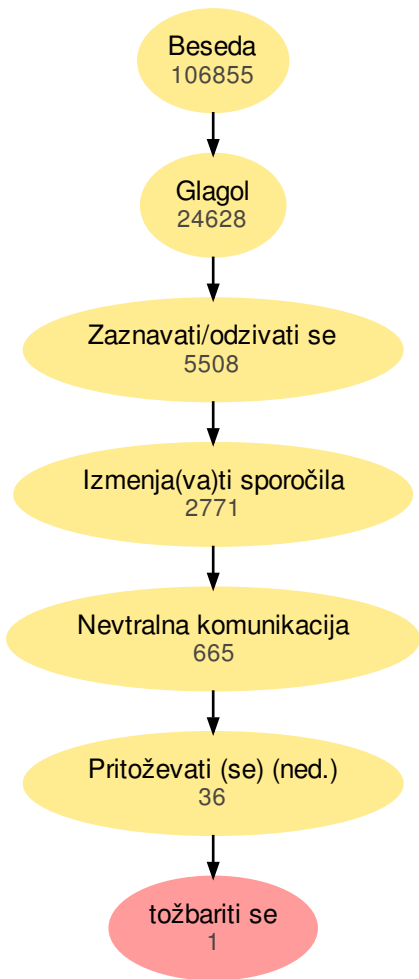 Beseda
106855
Glagol
24628
Zaznavati/odzivati se
5508
Izmenja(va)ti sporočila
2771
Nevtralna komunikacija
665
Pritoževati (se) (ned.)
36
tožbariti se
1